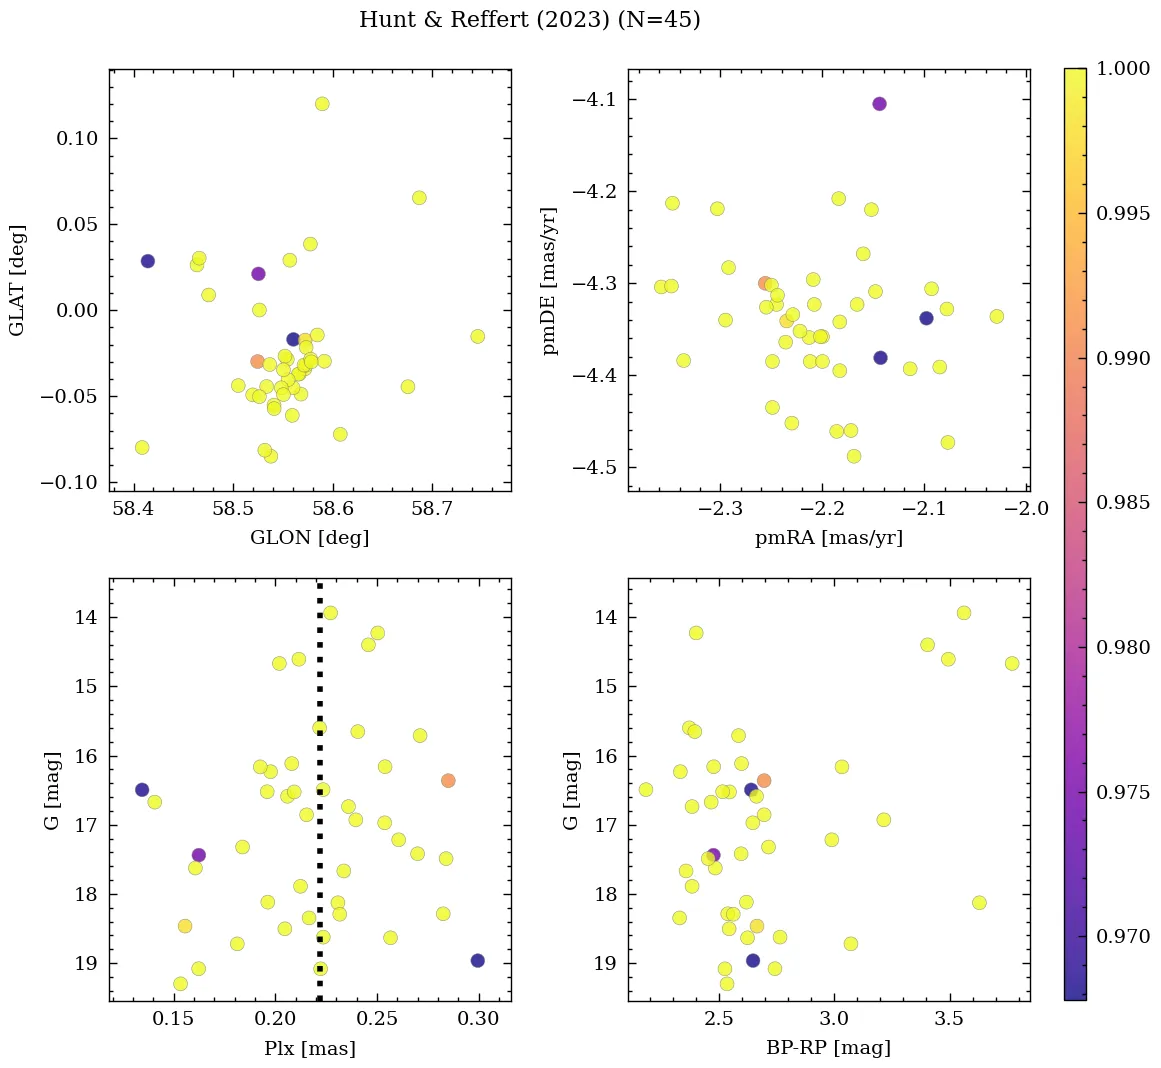 Hunt & Reffert (2023) (N=45)
0.10
0.05
0.00
−0.05
−0.10
GLAT [deg]
58.4 58.5 58.6 58.7
GLON [deg]
−4.1
−4.2
−4.3
−4.4
−4.5
pmDE [mas/yr]
−2.3 −2.2 −2.1 −2.0
pmRA [mas/yr]
14
15
16
17
18
19
G [mag]
0.15 0.20 0.25 0.30
Plx [mas]
14
15
16
17
18
19
G [mag]
2.5 3.0 3.5
BP-RP [mag]
1.000
0.995
0.990
0.985
0.980
0.975
0.970